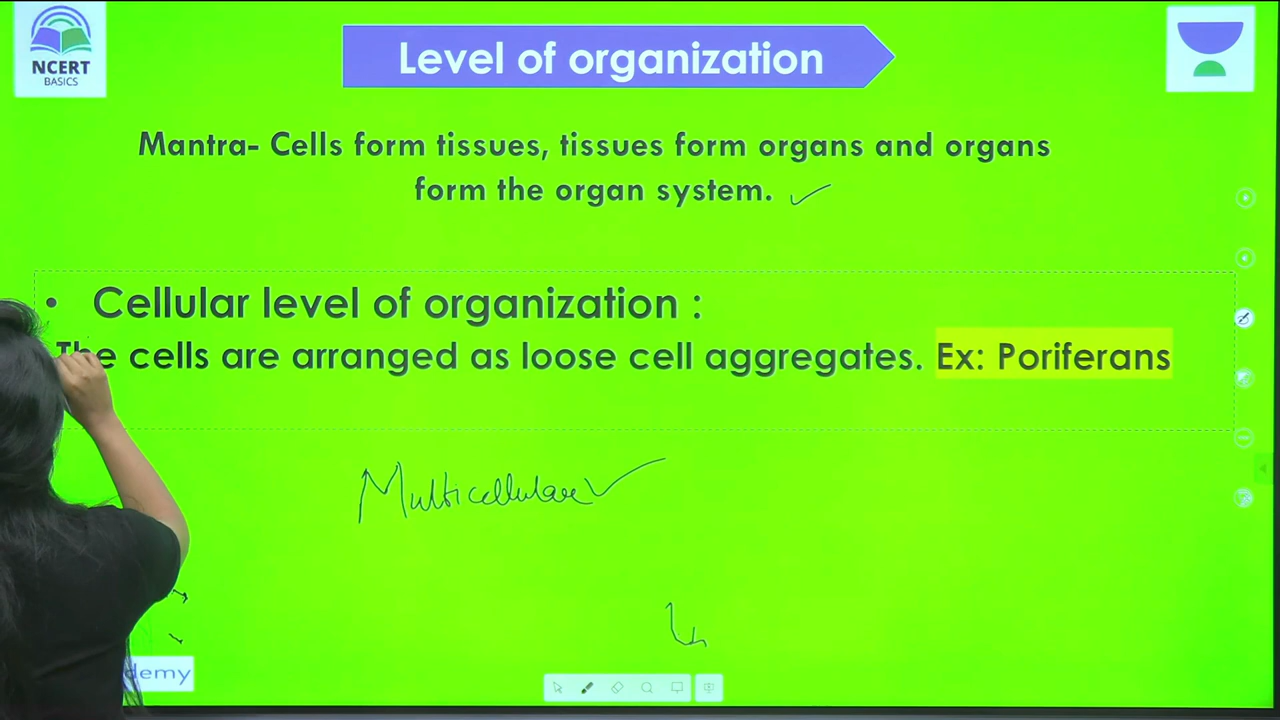 NCERT
BASICS
Level of organization
Mantra- Cells form tissues, tissues form organs and organs
form the organ system.
• Cellular level of organization :
The cells are arranged as loose cell aggregates. Ex: Poriferans
Multicellular
demy